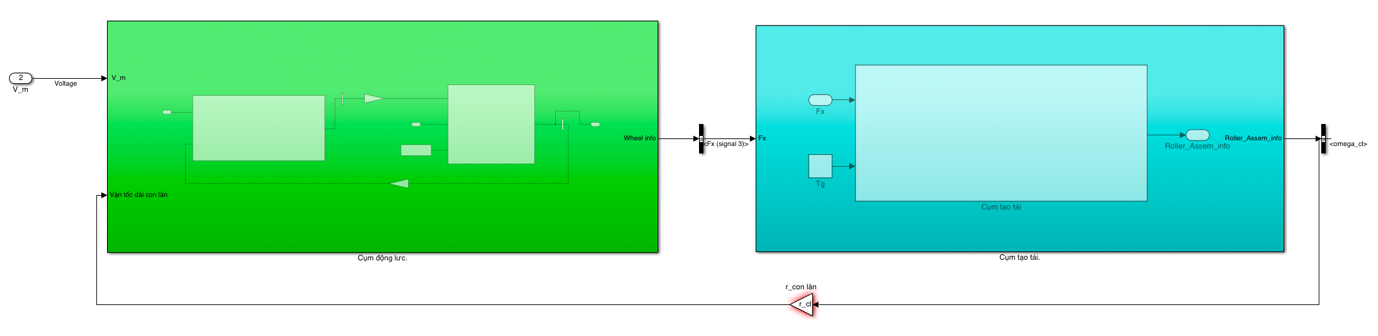 2
V_m
Voltage
V_m
Vận tốc dài con lăn
Wheel info
Cụm động lực.
<Fx (signal 3)>
Fx
Fx
Tg
Cụm tạo tải
Roller_Assem_info
Roller_Assem_info
Cụm tạo tải.
<omega_cl>
r_con lăn
r_cl